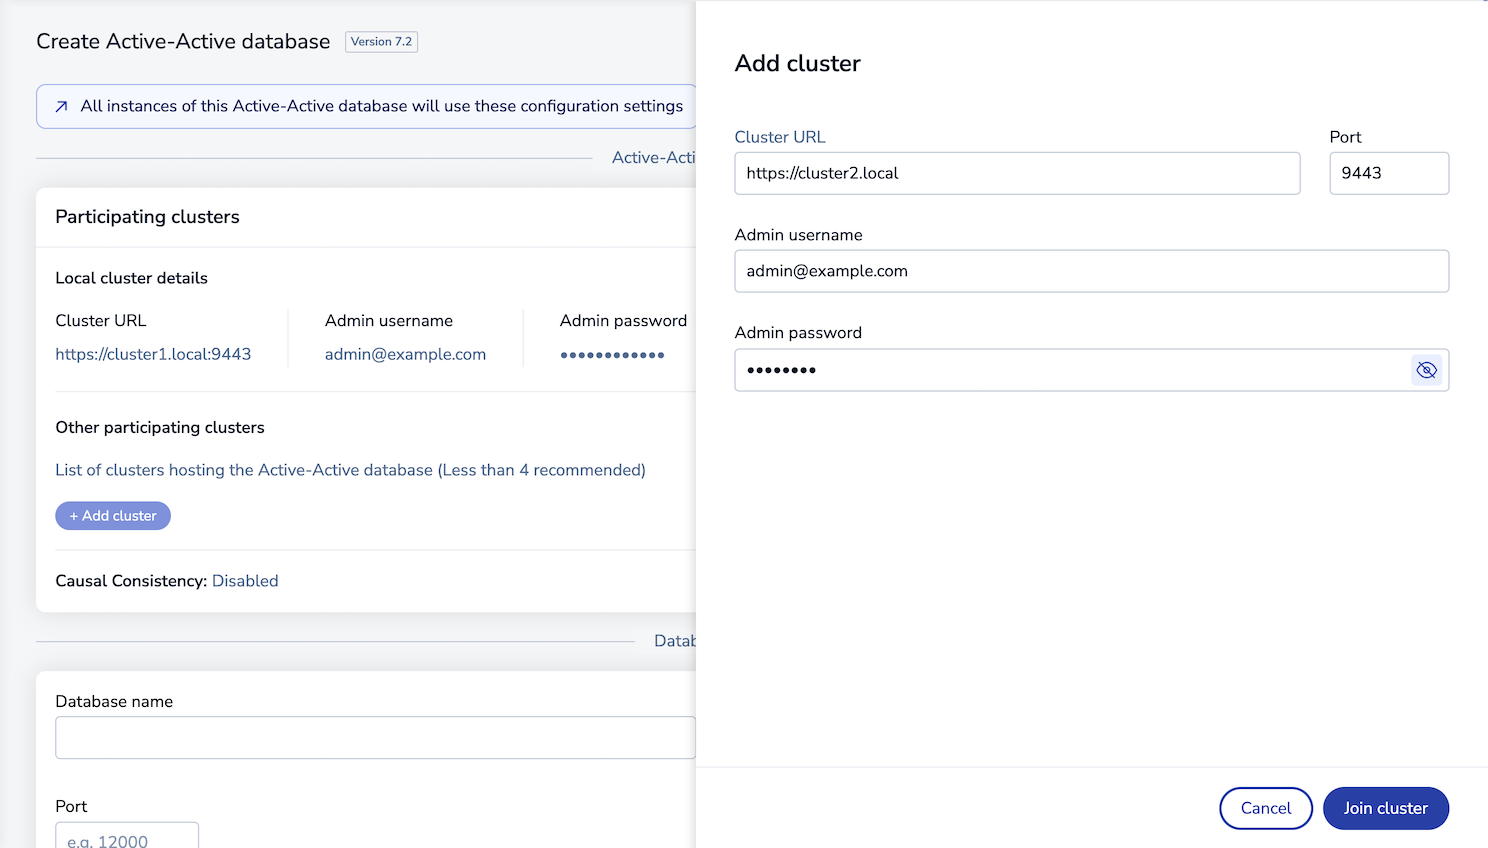 Create Active-Active database
Version 7.2
All instances of this Active-Active database will use these configuration settings
Active-Acti
Participating clusters
Local cluster details
Cluster URL
Admin username
Admin password
https://cluster1.local:9443
admin@example.com
••••••••••••
Other participating clusters
List of clusters hosting the Active-Active database (Less than 4 recommended)
+ Add cluster
Causal Consistency: Disabled
Datab
Database name
Port
e.g. 12000
Add cluster
Cluster URL
Port
https://cluster2.local
9443
Admin username
admin@example.com
Admin password
••••••••
Cancel
Join cluster